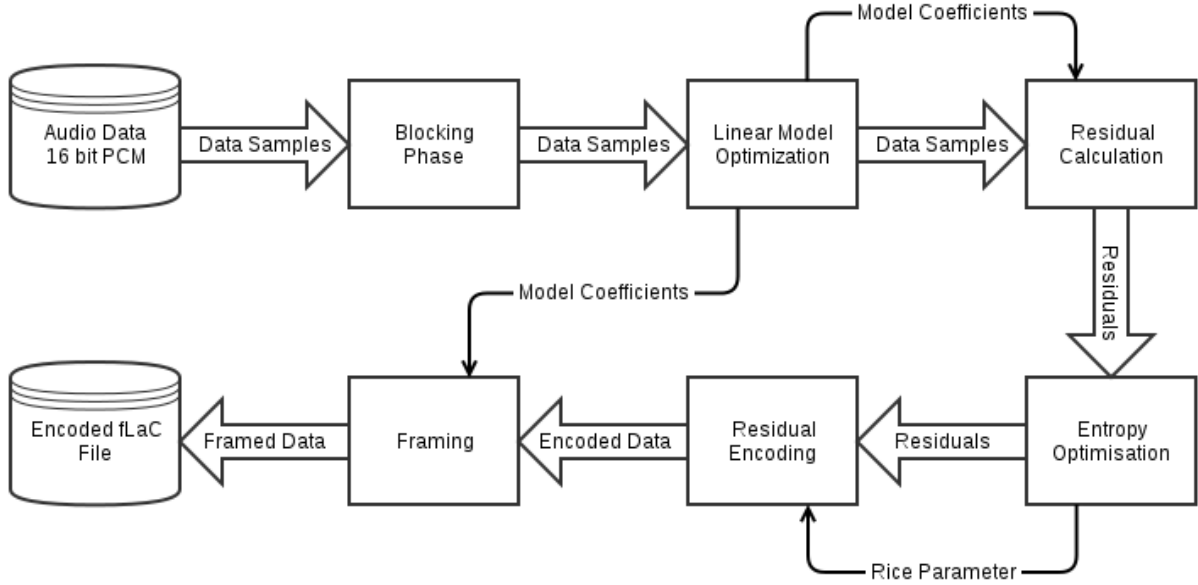 Model Coefficients
Audio Data
16 bit PCM
Data Samples
Blocking
Phase
Data Samples
Linear Model
Optimization
Data Samples
Residual
Calculation
Residuals
Model Coefficients
Encoded fLaC
File
Framed Data
Framing
Encoded Data
Residual
Encoding
Residuals
Entropy
Optimisation
Rice Parameter